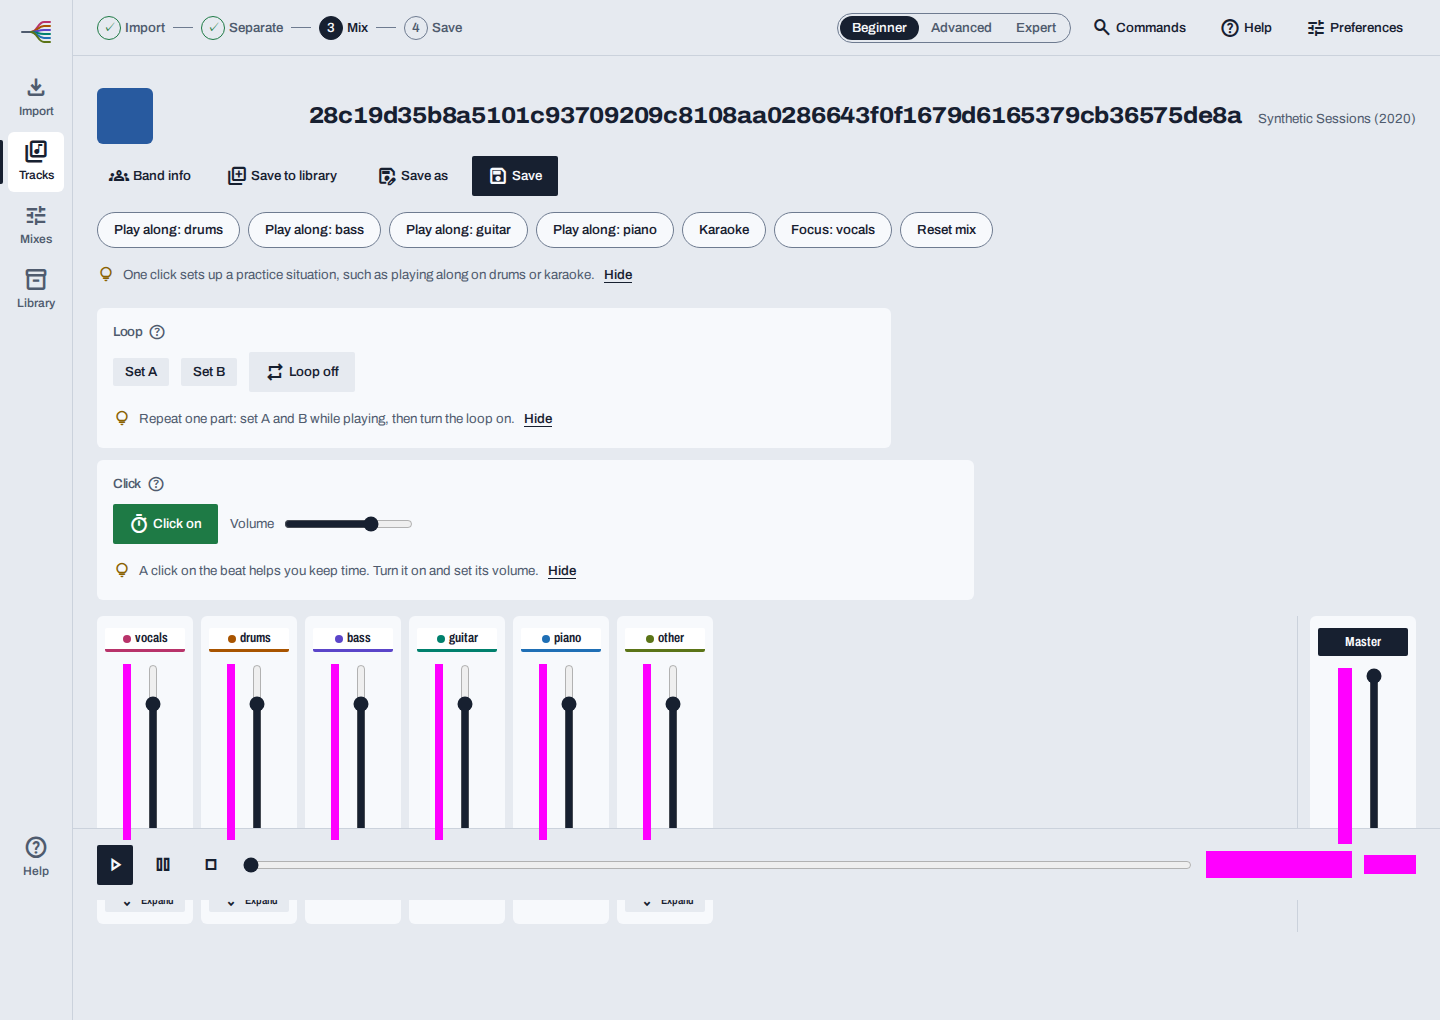 Import
Separate
3 Mix
4 Save
Beginner
Advanced
Expert
Commands
Help
Preferences
Import
Tracks
Mixes
Library
Help
28c19d35b8a5101c93709209c8108aa0286643f0f1679d6165379cb36575de8a
Synthetic Sessions (2020)
Band info
Save to library
Save as
Save
Play along: drums
Play along: bass
Play along: guitar
Play along: piano
Karaoke
Focus: vocals
Reset mix
One click sets up a practice situation, such as playing along on drums or karaoke. Hide
Loop
Set A
Set B
Loop off
Repeat one part: set A and B while playing, then turn the loop on. Hide
Click
Click on
Volume
A click on the beat helps you keep time. Turn it on and set its volume. Hide
vocals
drums
bass
guitar
piano
other
Master
Expand
Expand
Expand